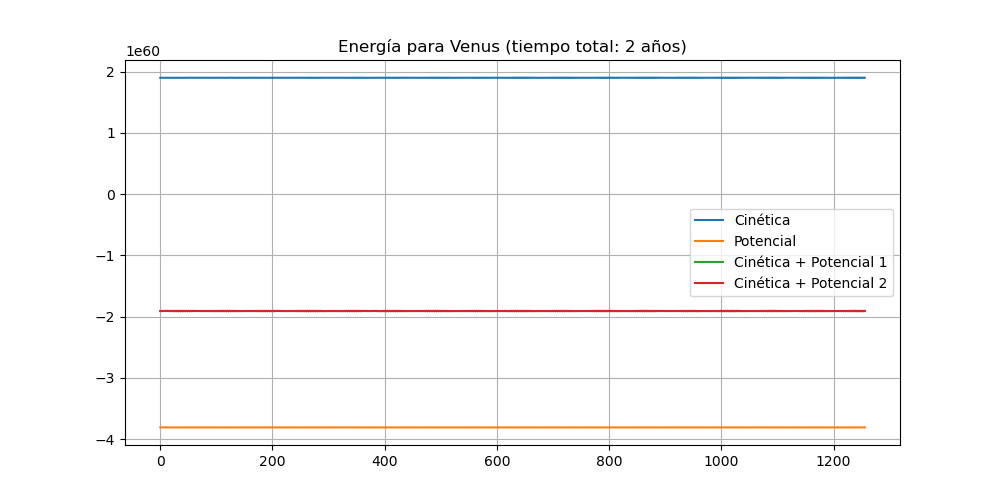 Energía para Venus (tiempo total: 2 años)
1e60
2
1
0
−1
−2
−3
−4
Cinética
Potencial
Cinética + Potencial 1
Cinética + Potencial 2
0 200 400 600 800 1000 1200